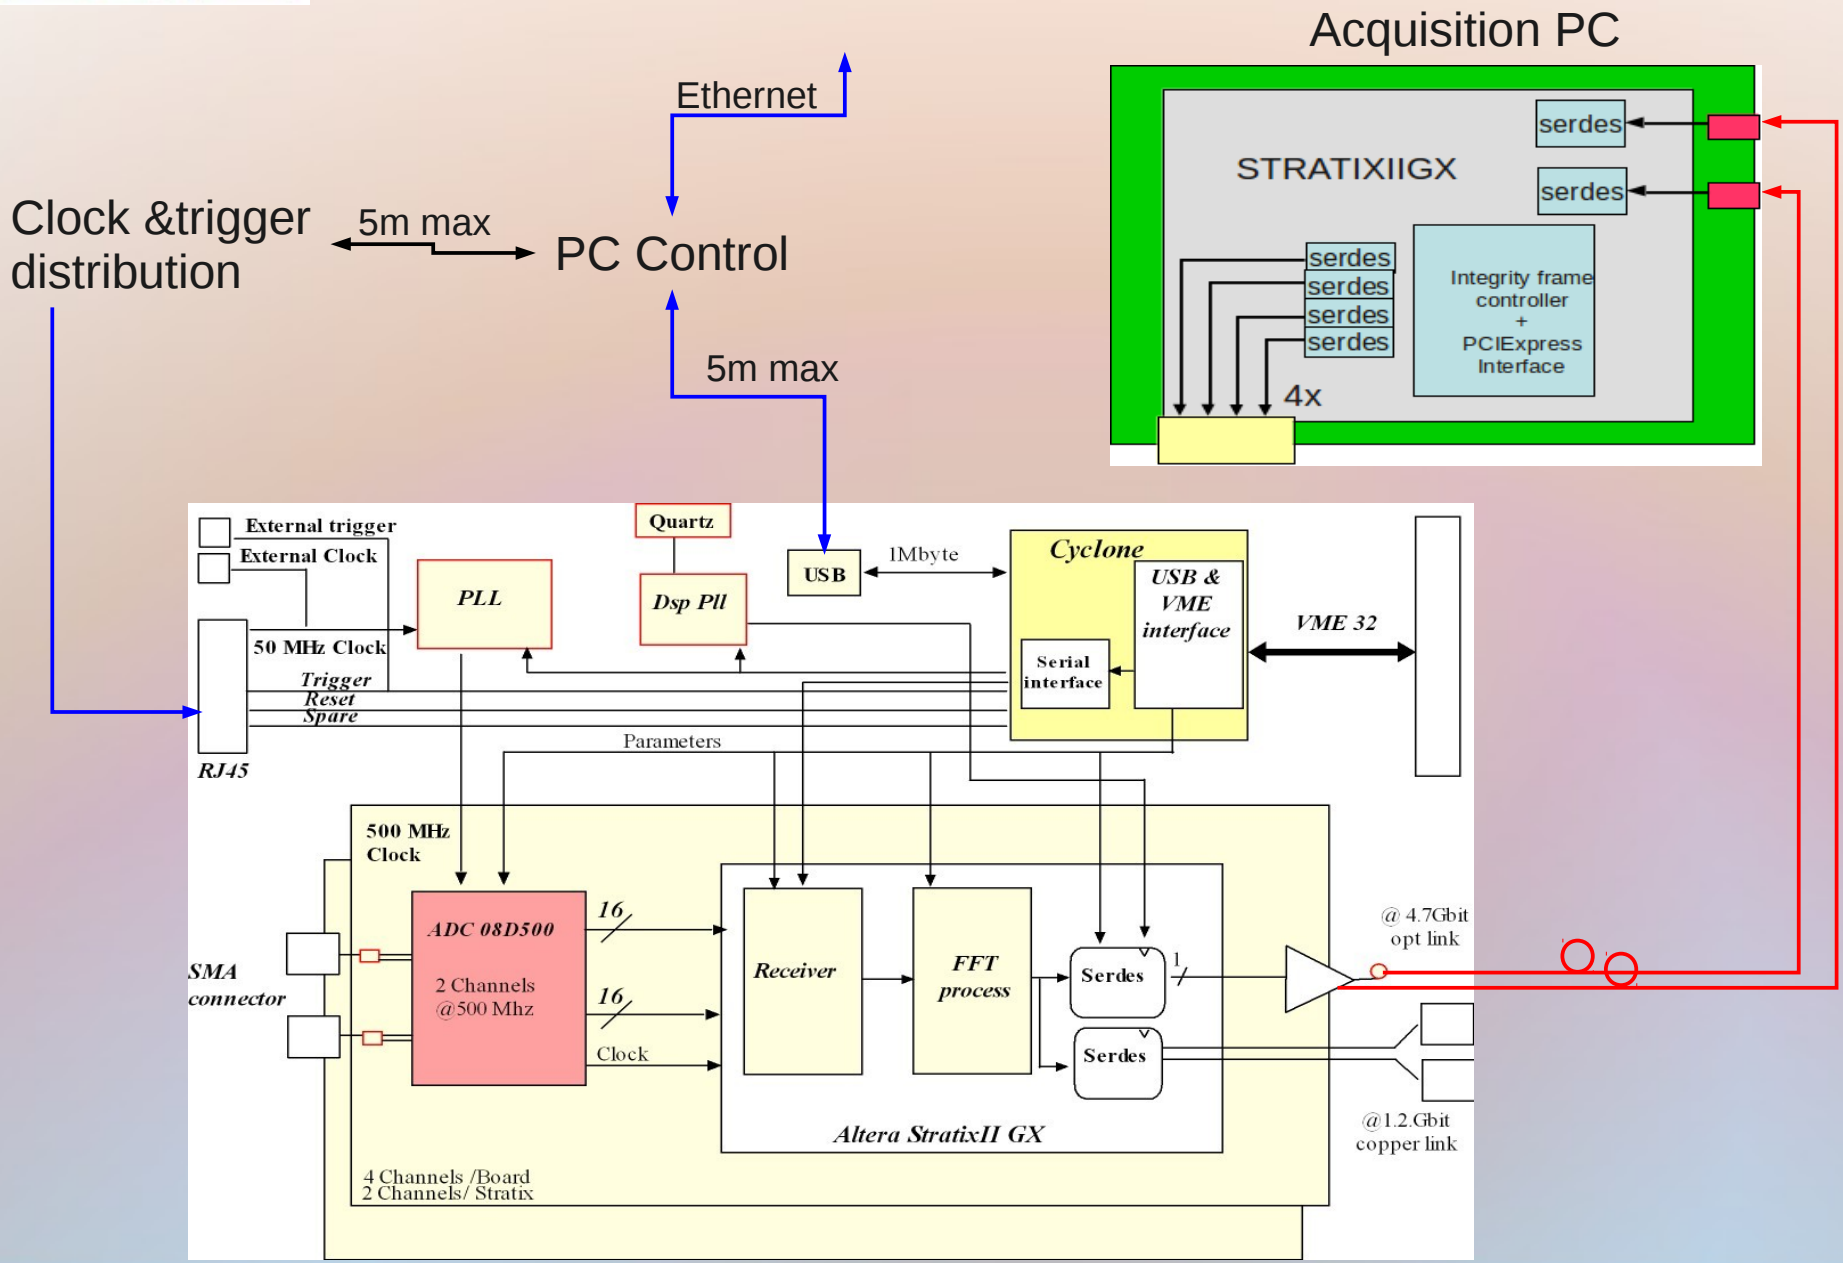 Acquisition PC
Ethernet
serdes
STRATIXIIGX
serdes
Clock &trigger
distribution
5m max
PC Control
serdes
serdes
serdes
serdes
4x
Integrity frame
controller
+
PCIExpress
Interface
5m max
External trigger
External Clock
Quartz
PLL
Dsp Pll
USB
1Mbyte
Cyclone
USB &
VME
interface
Serial
interface
VME 32
50 MHz Clock
Trigger
Reset
Spare
RJ45
Parameters
500 MHz
Clock
ADC 08D500
2 Channels
@500 Mhz
16
16
Clock
SMA
connector
Receiver
FFT
process
Serdes
1
Serdes
@ 4.7Gbit
opt link
@1.2.Gbit
copper link
Altera StratixII GX
4 Channels /Board
2 Channels/ Stratix